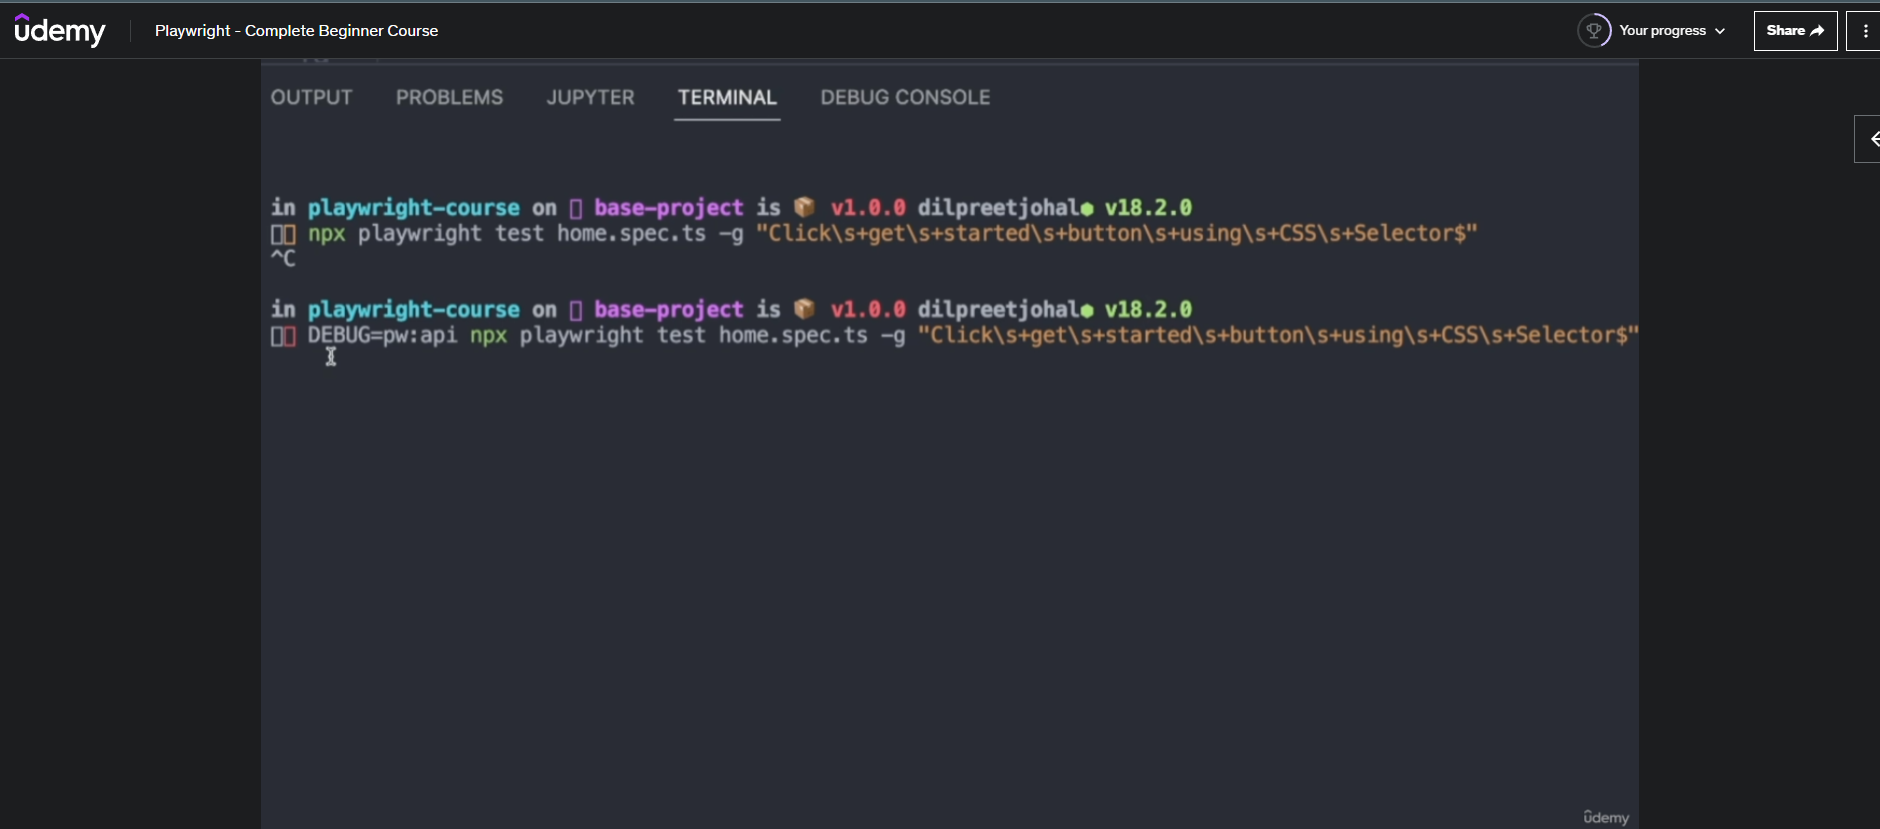 udemy
Playwright - Complete Beginner Course
Your progress
Share
OUTPUT PROBLEMS JUPYTER TERMINAL DEBUG CONSOLE
in playwright-course on base-project is 📦 v1.0.0 dilpreetjohal⬢ v18.2.0
npx playwright test home.spec.ts -g "Click\s+get\s+started\s+button\s+using\s+CSS\s+Selector$"
^C
in playwright-course on base-project is 📦 v1.0.0 dilpreetjohal⬢ v18.2.0
DEBUG=pw:api npx playwright test home.spec.ts -g "Click\s+get\s+started\s+button\s+using\s+CSS\s+Selector$"
udemy